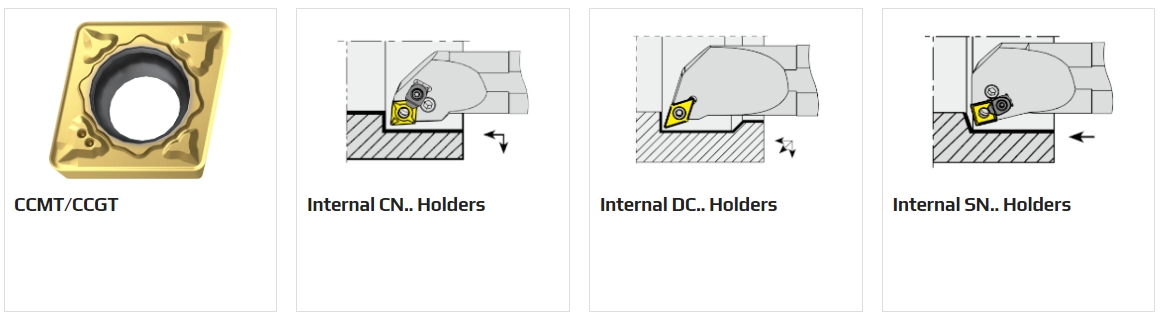 CCMT/CCGT
Internal CN.. Holders
Internal DC.. Holders
Internal SN.. Holders